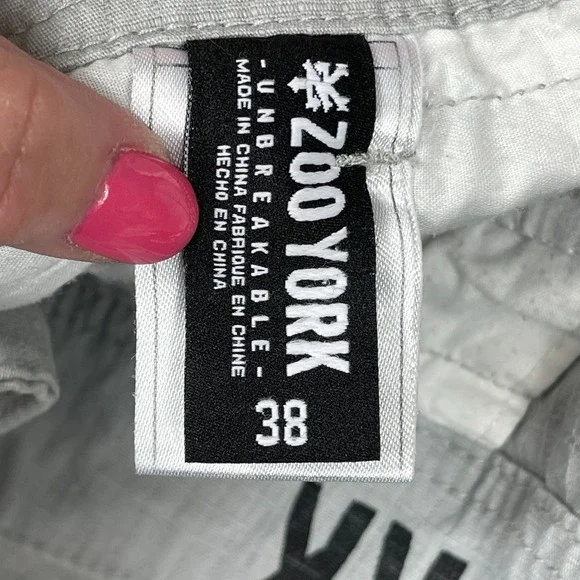 ZOO YORK
-UNBREAKABLE-
MADE IN CHINA FABRIQUE EN CHINE
HECHO EN CHINA
38